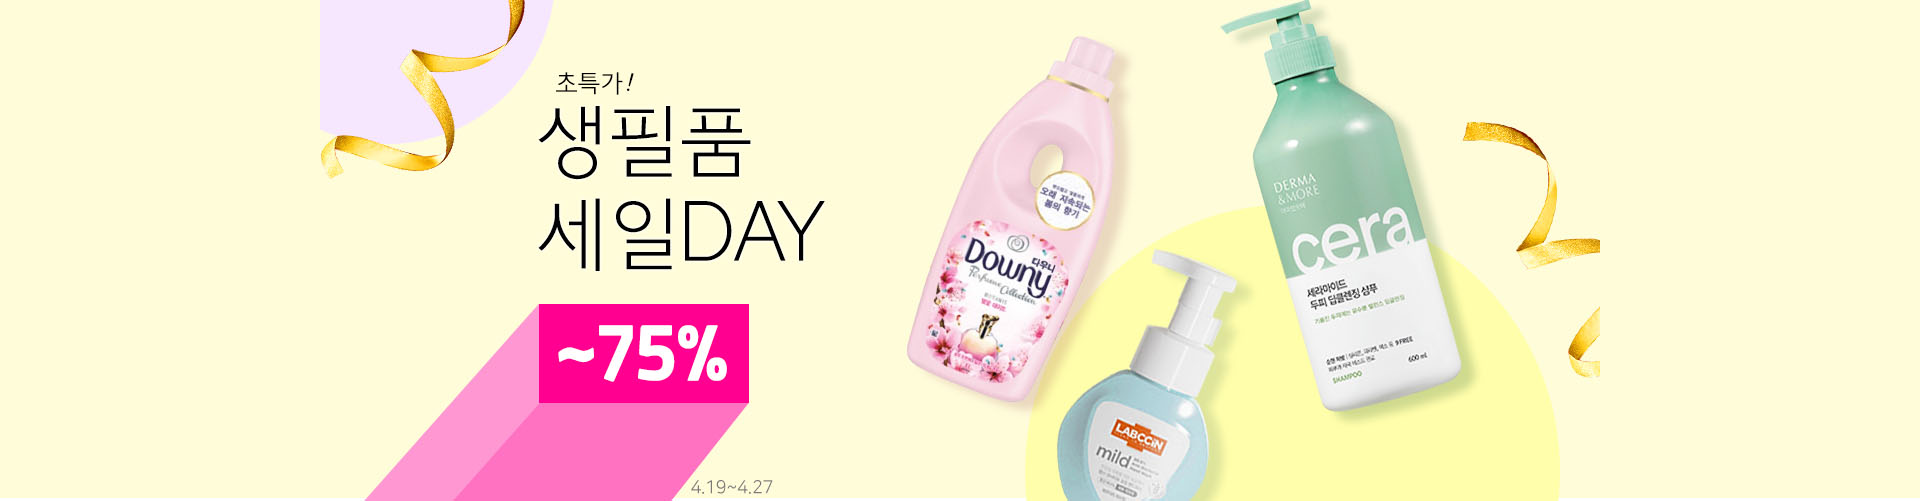 초특가!
생필품
세일DAY
~75%
4.19~4.27
오래 지속되는
봄의 향기
Downy
다우니
Perfume Collection
DERMA
&MORE
cera
세라마이드
두피 딥클렌징 샴푸
600 ml
SHAMPOO
LABCCiN
mild